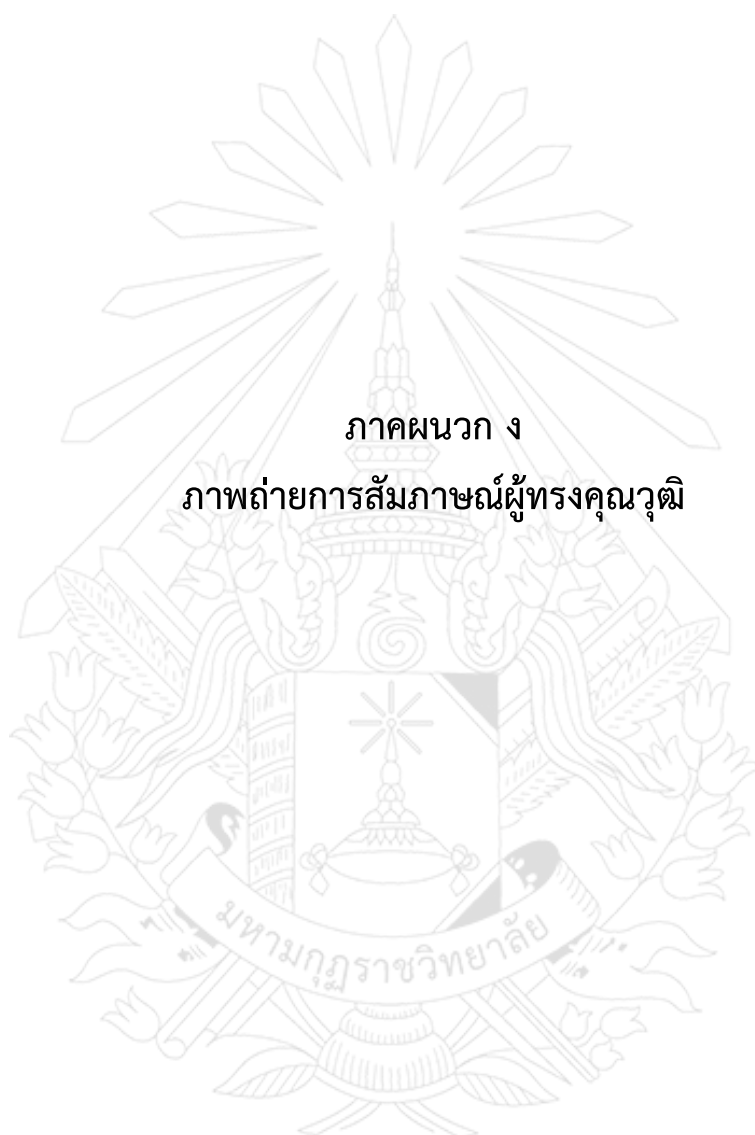 ภาคผนวก ง
ภาพถ่ายการสัมภาษณ์ผู้ทรงคุณวุฒิ
มหามกุฏราชวิทยาลัย